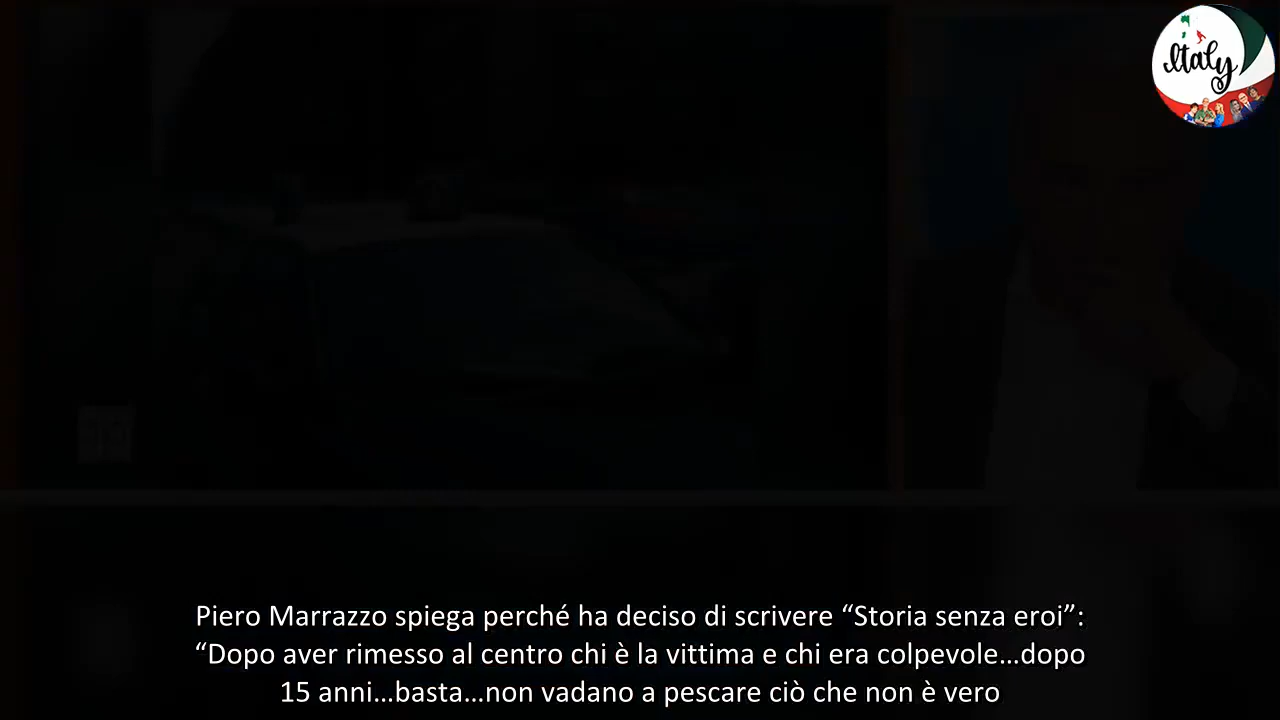 Italy
Piero Marrazzo spiega perché ha deciso di scrivere “Storia senza eroi”:
“Dopo aver rimesso al centro chi è la vittima e chi era colpevole…dopo
15 anni…basta…non vadano a pescare ciò che non è vero